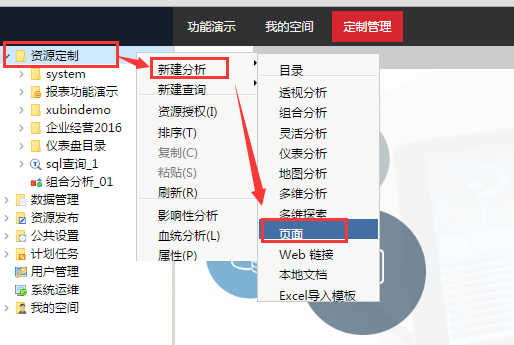 功能演示 我的空间 定制管理
资源定制
system
报表功能演示
xubindemo
企业经营2016
仪表盘目录
sql查询_1
组合分析_01
数据管理
资源发布
公共设置
计划任务
用户管理
系统运维
我的空间
新建分析
新建查询
资源授权(I)
排序(T)
复制(C)
粘贴(S)
刷新(R)
影响性分析
血统分析(L)
属性(P)
目录
透视分析
组合分析
灵活分析
仪表分析
地图分析
多维分析
多维探索
页面
Web 链接
本地文档
Excel导入模板